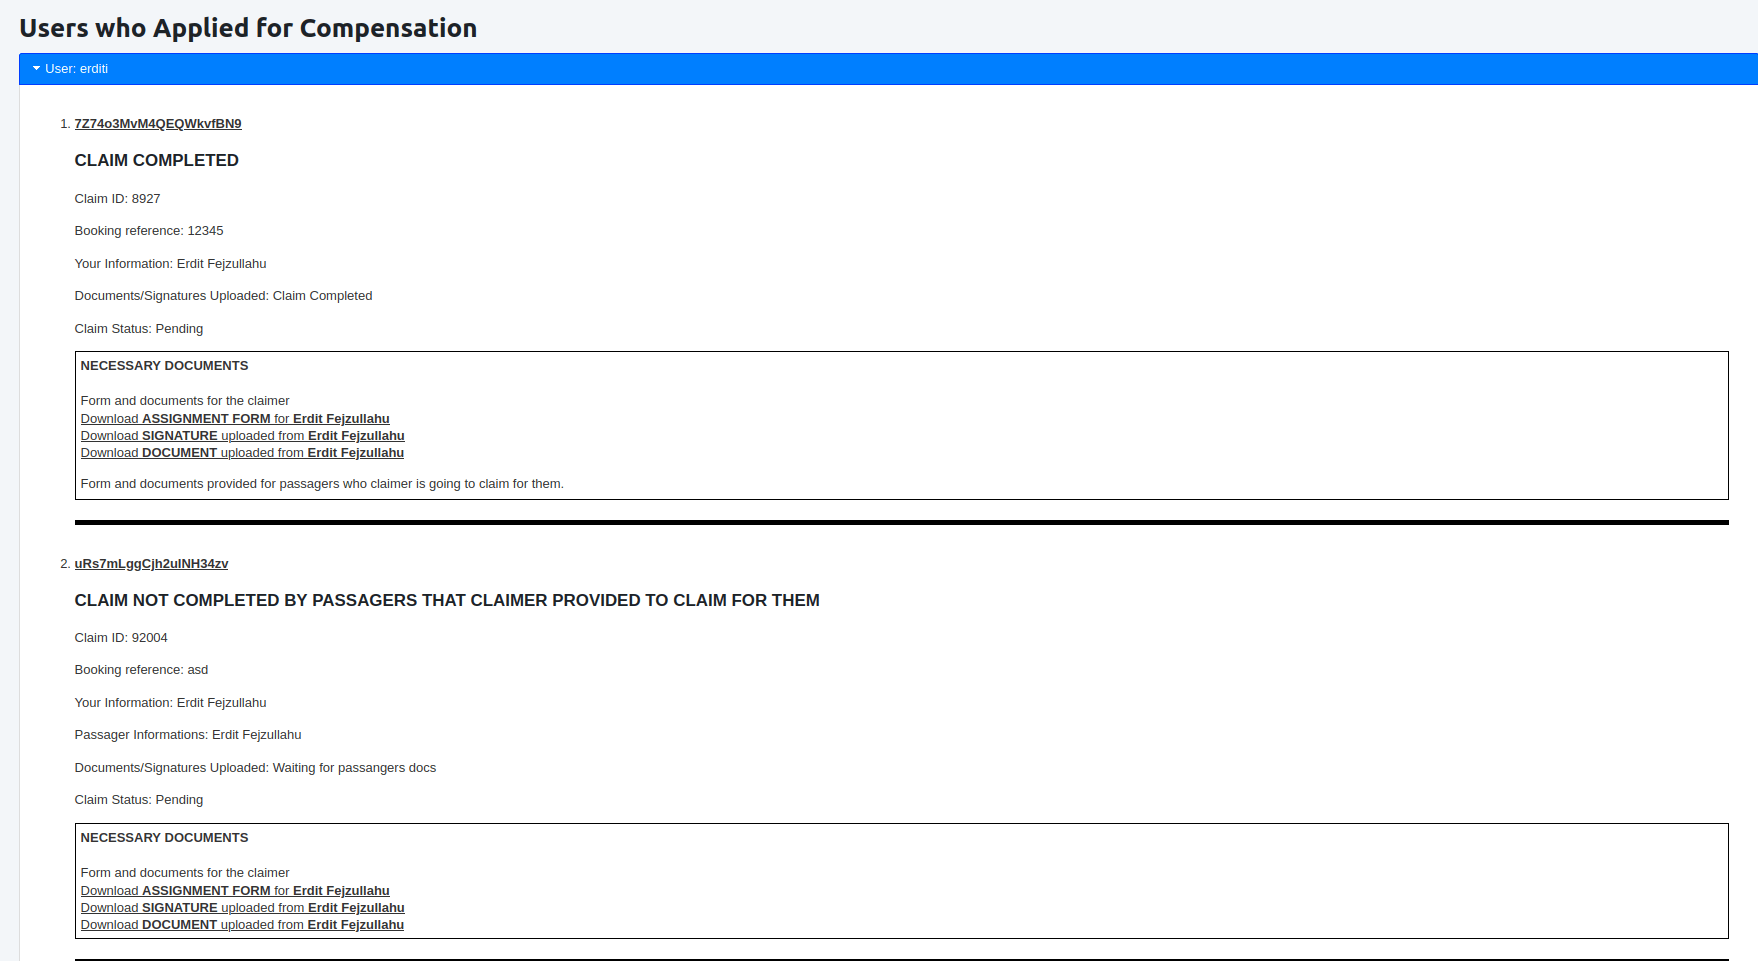 Users who Applied for Compensation
User: erditi
1. 7Z74o3MvM4QEQWkvfBN9
CLAIM COMPLETED
Claim ID: 8927
Booking reference: 12345
Your Information: Erdit Fejzullahu
Documents/Signatures Uploaded: Claim Completed
Claim Status: Pending
NECESSARY DOCUMENTS
Form and documents for the claimer
Download ASSIGNMENT FORM for Erdit Fejzullahu
Download SIGNATURE uploaded from Erdit Fejzullahu
Download DOCUMENT uploaded from Erdit Fejzullahu
Form and documents provided for passagers who claimer is going to claim for them.
2. uRs7mLggCjh2uINH34zv
CLAIM NOT COMPLETED BY PASSAGERS THAT CLAIMER PROVIDED TO CLAIM FOR THEM
Claim ID: 92004
Booking reference: asd
Your Information: Erdit Fejzullahu
Passager Informations: Erdit Fejzullahu
Documents/Signatures Uploaded: Waiting for passangers docs
Claim Status: Pending
NECESSARY DOCUMENTS
Form and documents for the claimer
Download ASSIGNMENT FORM for Erdit Fejzullahu
Download SIGNATURE uploaded from Erdit Fejzullahu
Download DOCUMENT uploaded from Erdit Fejzullahu